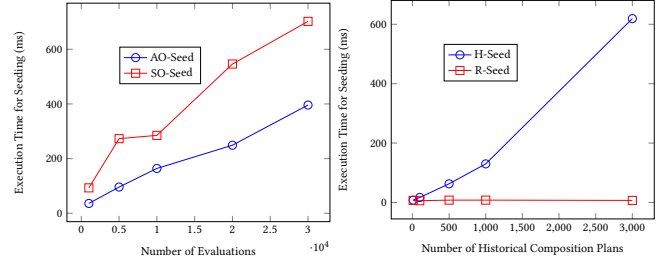 Execution Time for Seeding (ms)
600
400
200
0
AO-Seed
SO-Seed
0 0.5 1 1.5 2 2.5 3
·10⁴
Number of Evaluations
Execution Time for Seeding (ms)
600
400
200
0
H-Seed
R-Seed
0 500 1,000 1,500 2,000 2,500 3,000
Number of Historical Composition Plans